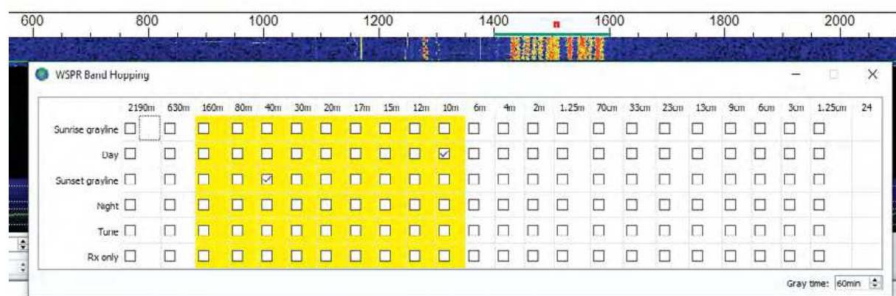 600 800 1000 1200 1400 1600 1800 2000
n
WSPR Band Hopping
2190m 630m 160m 80m 40m 30m 20m 17m 15m 12m 10m 6m 4m 2m 1.25m 70cm 33cm 23cm 13cm 9cm 6cm 3cm 1.25cm 24
Sunrise grayline
Day
Sunset grayline
Night
Tune
Rx only
Gray time: 60min